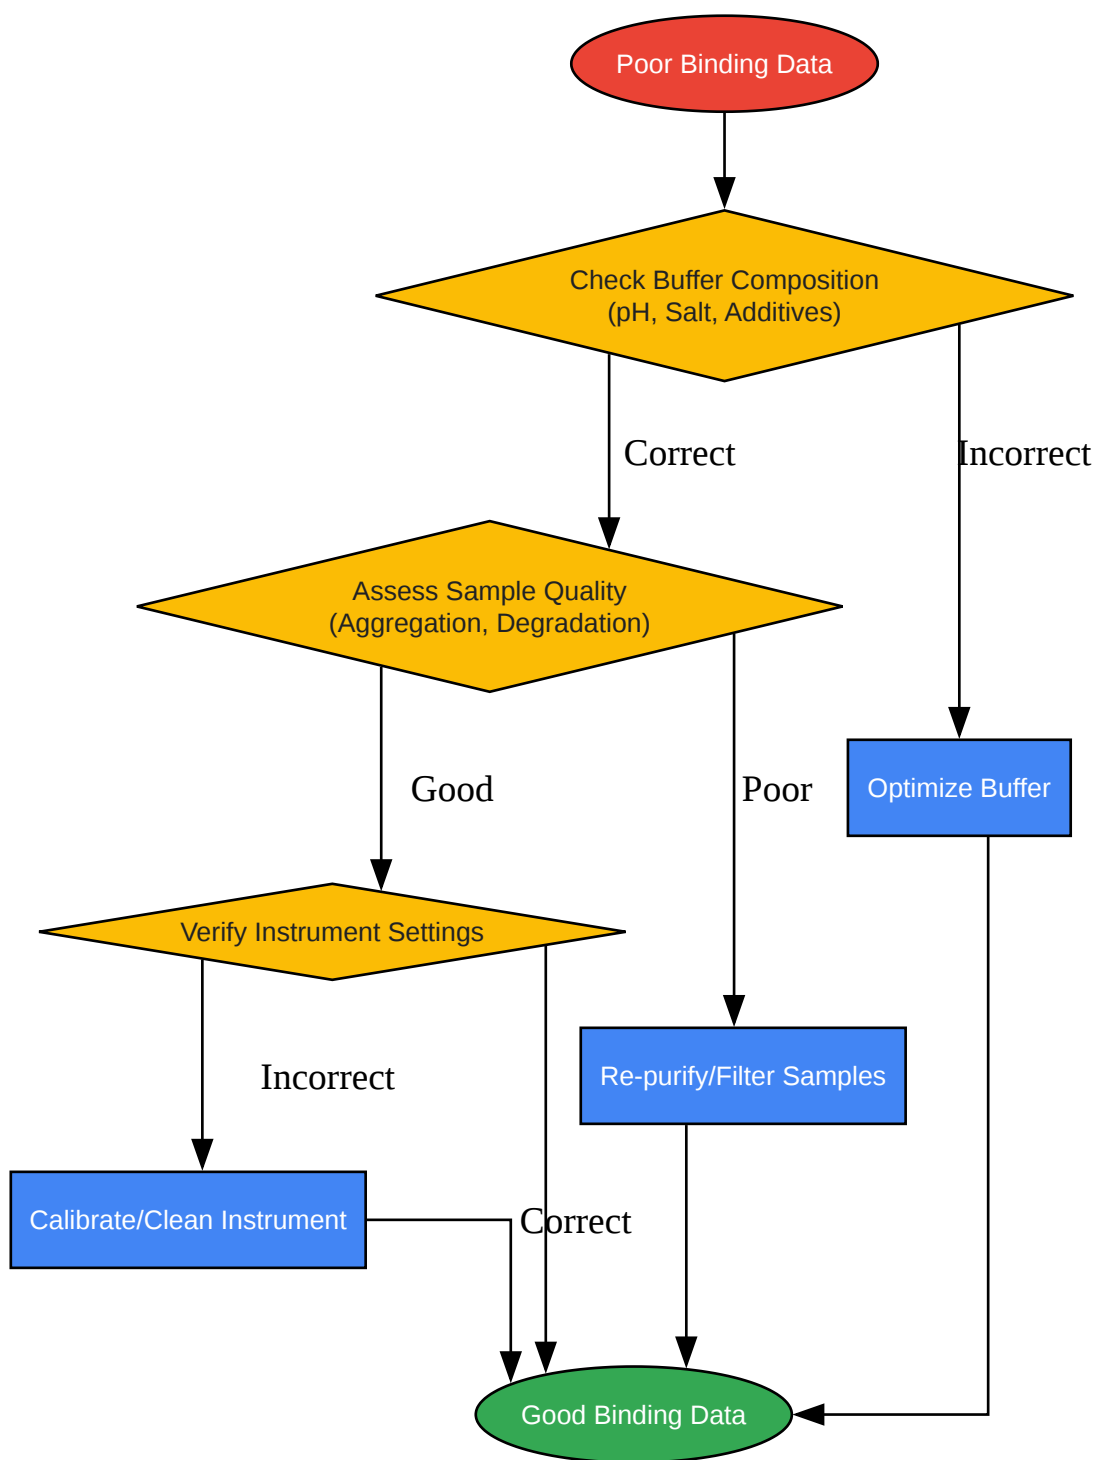 Poor Binding Data
Check Buffer Composition
(pH, Salt, Additives)
Correct
Incorrect
Assess Sample Quality
(Aggregation, Degradation)
Good
Poor
Optimize Buffer
Verify Instrument Settings
Incorrect
Re-purify/Filter Samples
Calibrate/Clean Instrument
Correct
Good Binding Data